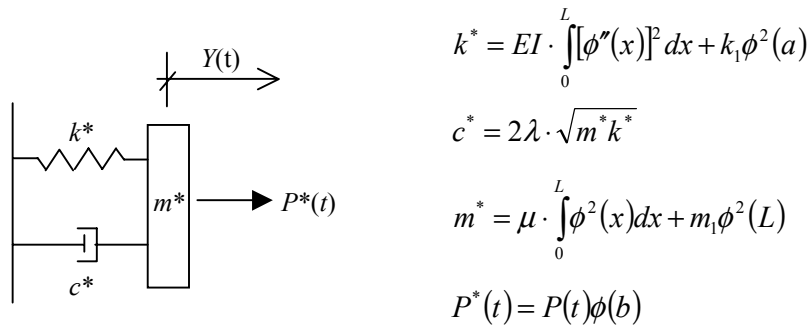 Y(t)
k*
m*
P*(t)
c*
k* = EI · ∫₀ᴸ [ϕ″(x)]² dx + k₁ϕ²(a)
c* = 2λ · √(m*k*)
m* = μ · ∫₀ᴸ ϕ²(x)dx + m₁ϕ²(L)
P*(t) = P(t)ϕ(b)